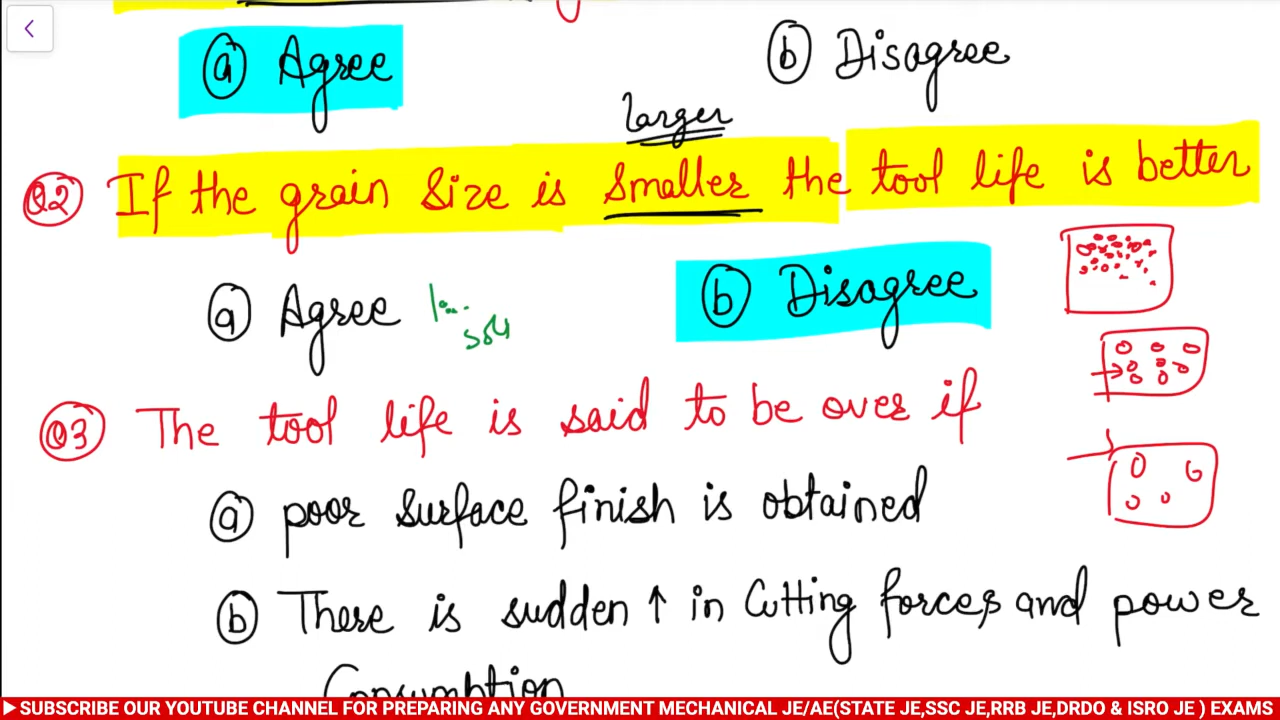 (a) Agree (b) Disagree
larger
Q2 If the grain size is smaller the tool life is better
(a) Agree (b) Disagree
Q3 The tool life is said to be over if
(a) poor surface finish is obtained
(b) There is sudden ↑ in Cutting forces and power
Consumption
▶ SUBSCRIBE OUR YOUTUBE CHANNEL FOR PREPARING ANY GOVERNMENT MECHANICAL JE/AE(STATE JE,SSC JE,RRB JE,DRDO & ISRO JE ) EXAMS